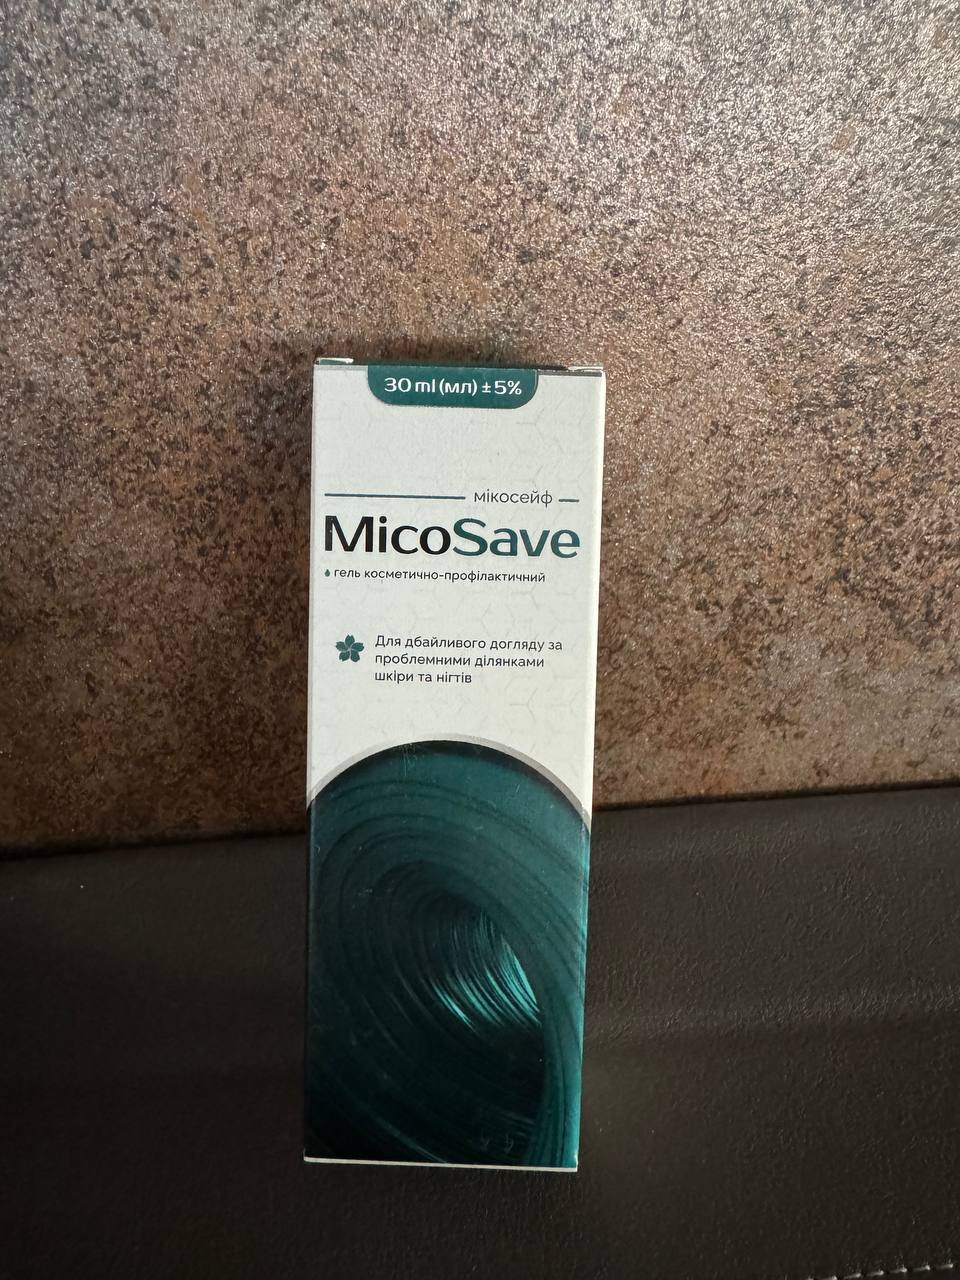 30 ml (мл) ±5%
мікосейф
MicoSave
гель косметично-профілактичний
Для дбайливого догляду за
проблемними ділянками
шкіри та нігтів